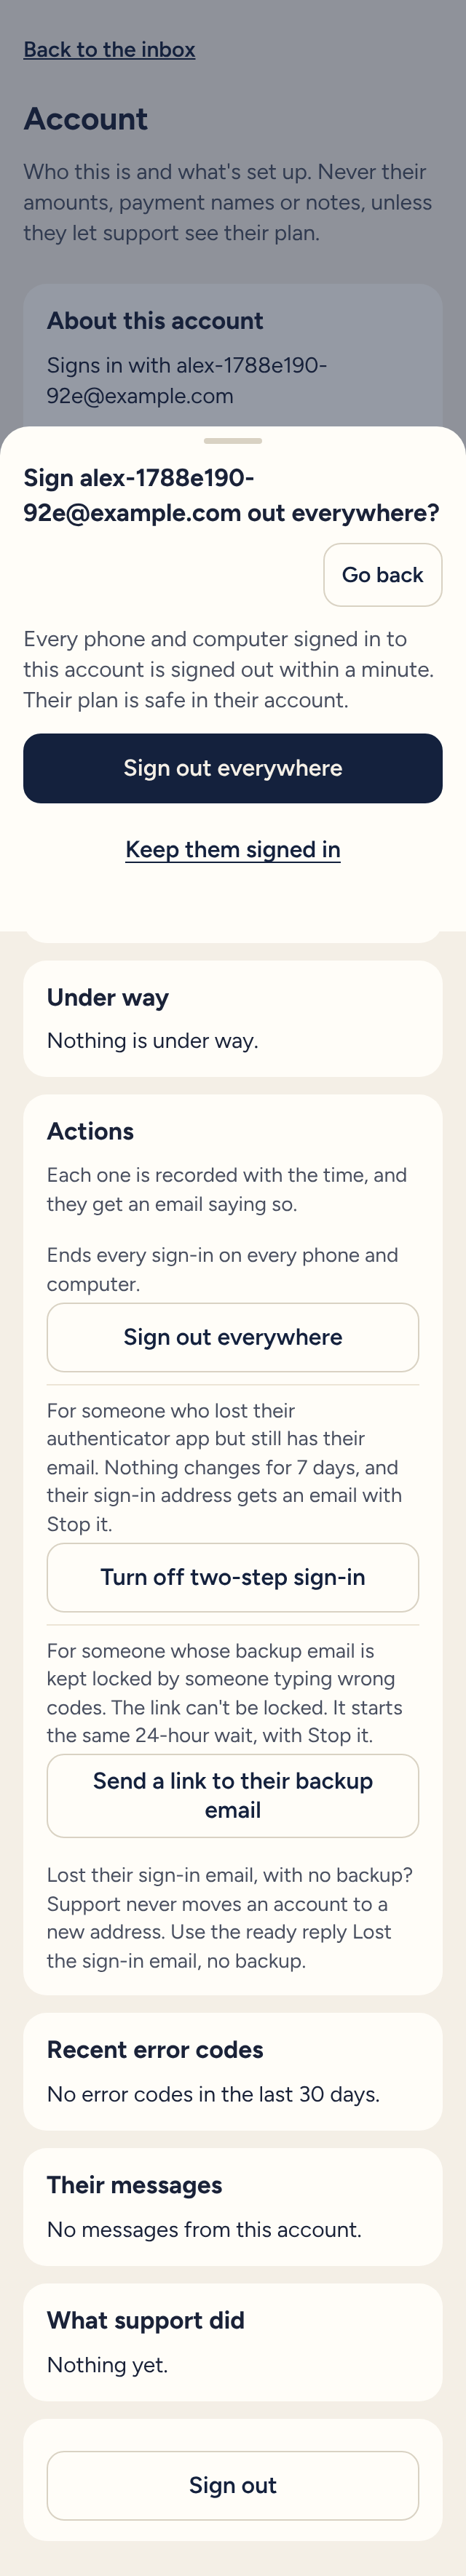 Back to the inbox
Account
Who this is and what's set up. Never their
amounts, payment names or notes, unless
they let support see their plan.
About this account
Signs in with alex-1788e190-
92e@example.com
Sign alex-1788e190-
92e@example.com out everywhere?
Go back
Every phone and computer signed in to
this account is signed out within a minute.
Their plan is safe in their account.
Sign out everywhere
Keep them signed in
Under way
Nothing is under way.
Actions
Each one is recorded with the time, and
they get an email saying so.
Ends every sign-in on every phone and
computer.
Sign out everywhere
For someone who lost their
authenticator app but still has their
email. Nothing changes for 7 days, and
their sign-in address gets an email with
Stop it.
Turn off two-step sign-in
For someone whose backup email is
kept locked by someone typing wrong
codes. The link can't be locked. It starts
the same 24-hour wait, with Stop it.
Send a link to their backup
email
Lost their sign-in email, with no backup?
Support never moves an account to a
new address. Use the ready reply Lost
the sign-in email, no backup.
Recent error codes
No error codes in the last 30 days.
Their messages
No messages from this account.
What support did
Nothing yet.
Sign out